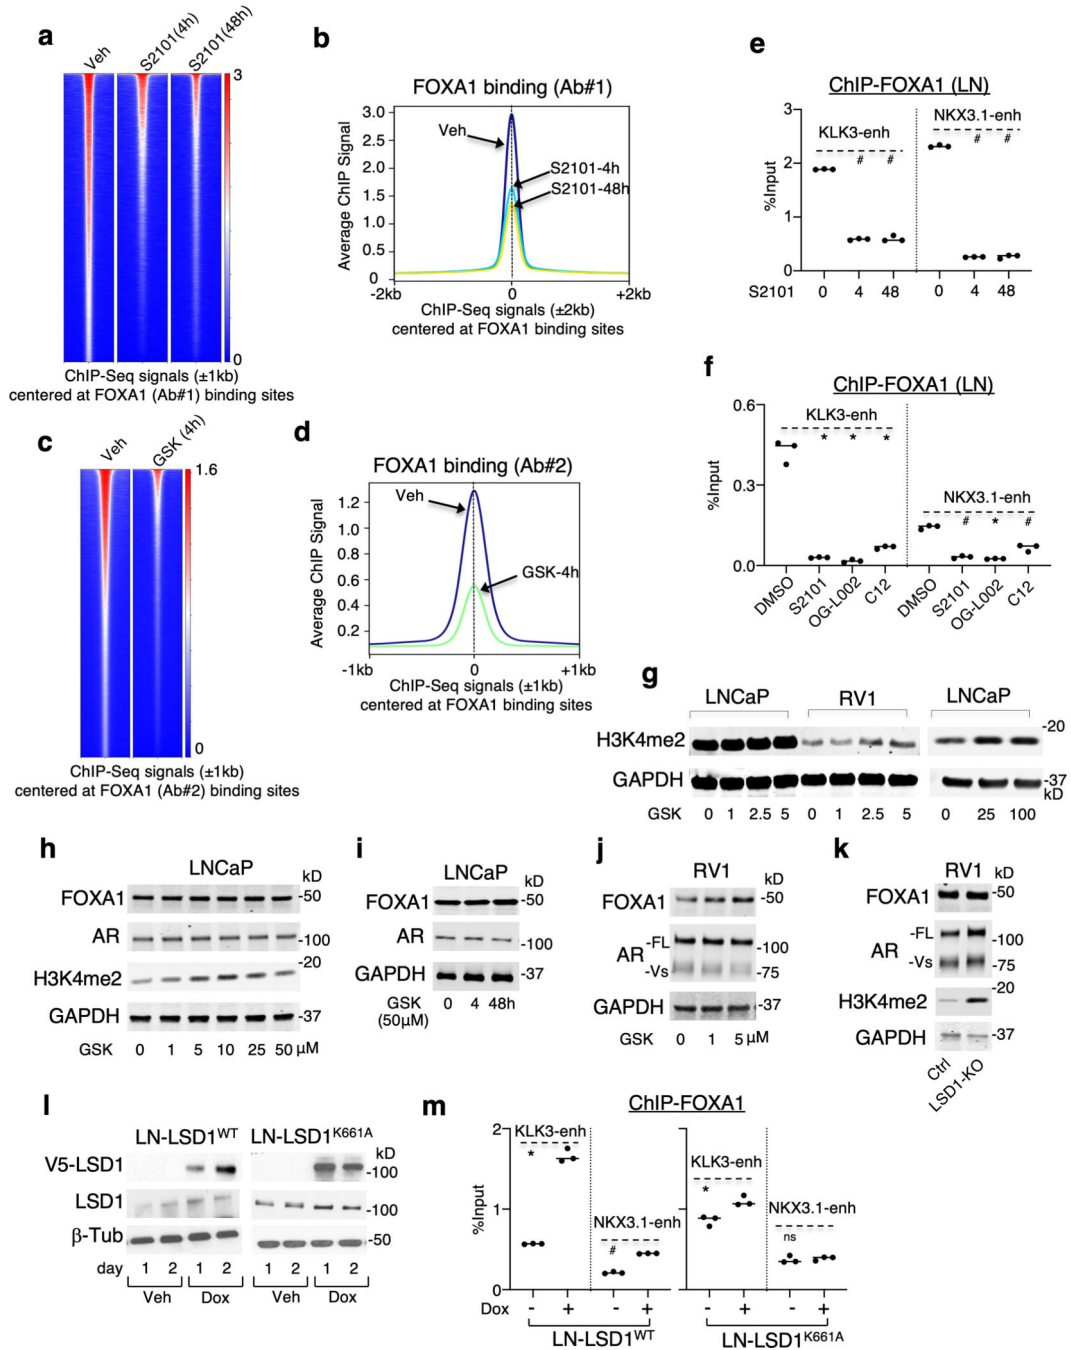 a
Veh
S2101(4h)
S2101(48h)
3
0
ChIP-Seq signals (±1kb)
centered at FOXA1 (Ab#1) binding sites
b
FOXA1 binding (Ab#1)
Average ChIP Signal
3.0
2.5
2.0
1.5
1.0
0.5
0
Veh
S2101-4h
S2101-48h
-2kb
0
+2kb
ChIP-Seq signals (±2kb)
centered at FOXA1 binding sites
c
Veh
GSK (4h)
1.6
0
ChIP-Seq signals (±1kb)
centered at FOXA1 (Ab#2) binding sites
d
FOXA1 binding (Ab#2)
Average ChIP Signal
1.2
1.0
0.8
0.6
0.4
0.2
Veh
GSK-4h
-1kb
0
+1kb
ChIP-Seq signals (±1kb)
centered at FOXA1 binding sites
e
ChIP-FOXA1 (LN)
%Input
3
2
1
0
KLK3-enh
# #
NKX3.1-enh
# #
S2101 0 4 48 0 4 48
f
ChIP-FOXA1 (LN)
%Input
0.6
0.3
0.0
KLK3-enh
* * *
NKX3.1-enh
# * #
DMSO S2101 OG-L002 C12 DMSO S2101 OG-L002 C12
g
LNCaP RV1 LNCaP
H3K4me2 -20
GAPDH -37
kD
GSK 0 1 2.5 5 0 1 2.5 5 0 25 100
h
LNCaP
kD
FOXA1 -50
AR -100
-20
H3K4me2
GAPDH -37
GSK 0 1 5 10 25 50 µM
i
LNCaP
kD
FOXA1 -50
AR -100
GAPDH -37
GSK 0 4 48h
(50µM)
j
RV1
kD
FOXA1 -50
AR -FL -100
-Vs -75
GAPDH -37
GSK 0 1 5 µM
k
RV1 kD
FOXA1 -50
AR -FL -100
-Vs -75
-20
H3K4me2
GAPDH -37
Ctrl LSD1-KO
l
LN-LSD1WT LN-LSD1K661A
kD
V5-LSD1 -100
LSD1 -100
β-Tub -50
day 1 2 1 2 1 2 1 2
Veh Dox Veh Dox
m
ChIP-FOXA1
%Input
2
1
0
KLK3-enh
*
NKX3.1-enh
#
KLK3-enh
*
NKX3.1-enh
ns
Dox - + - + - + - +
LN-LSD1WT LN-LSD1K661A